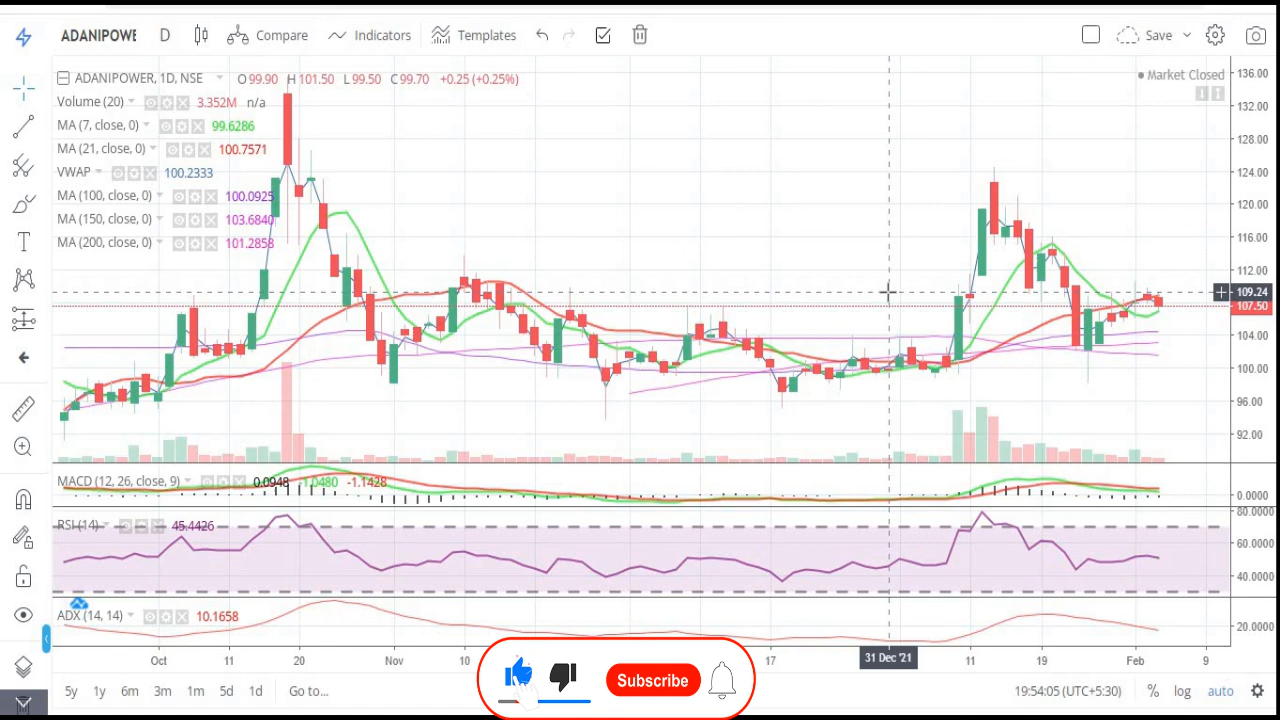 ADANIPOWE D Compare Indicators Templates Save
ADANIPOWER, 1D, NSE O99.90 H101.50 L99.50 C99.70 +0.25 (+0.25%)
Market Closed
Volume (20) 3.352M n/a
MA (7, close, 0) 99.6286
MA (21, close, 0) 100.7571
VWAP 100.2333
MA (100, close, 0) 100.0925
MA (150, close, 0) 103.6840
MA (200, close, 0) 101.2858
136.00
132.00
128.00
124.00
120.00
116.00
112.00
109.24
107.50
104.00
100.00
96.00
92.00
MACD (12, 26, close, 9) 0.0948 -1.0480 -1.1428
0.0000
RSI (14) 45.4426
80.0000
60.0000
40.0000
ADX (14, 14) 10.1658
20.0000
Oct 11 20 Nov 10 17 31 Dec '21 11 19 Feb 9
5y 1y 6m 3m 1m 5d 1d Go to...
Subscribe
19:54:05 (UTC+5:30) % log auto